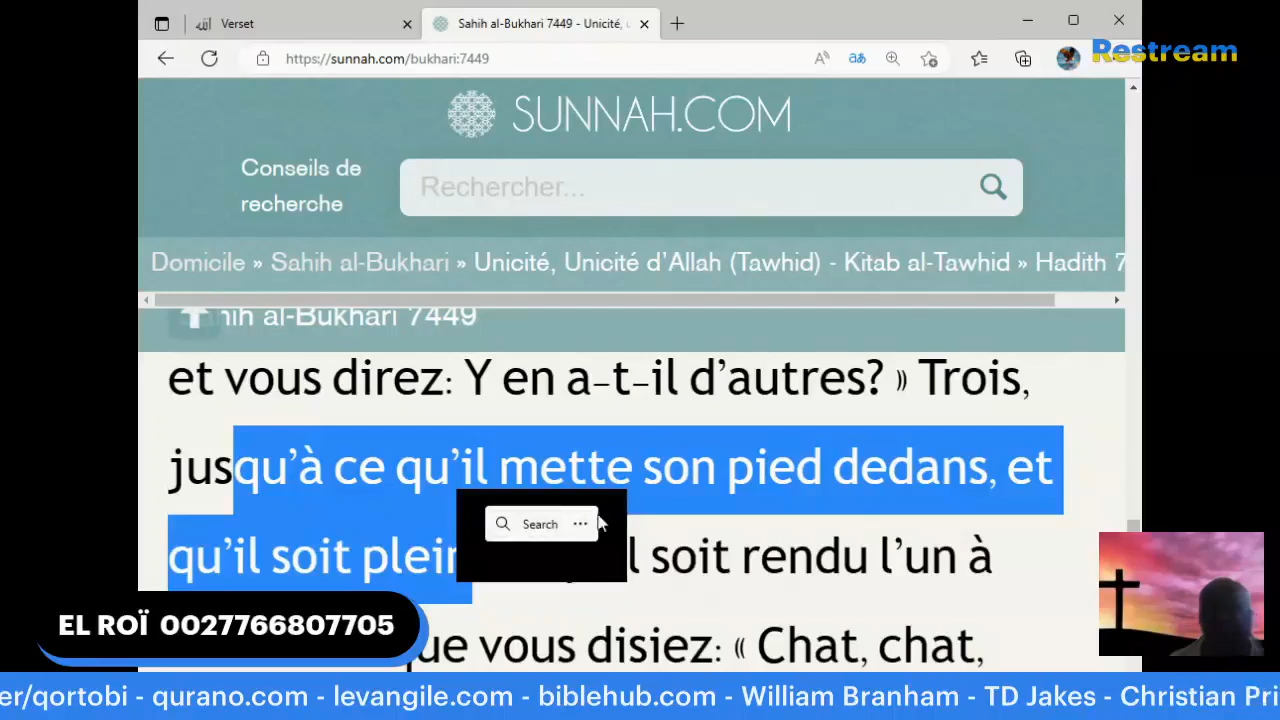 Verset
Sahih al-Bukhari 7449 - Unicité,
Restream
https://sunnah.com/bukhari:7449
SUNNAH.COM
Conseils de
recherche
Rechercher...
Domicile » Sahih al-Bukhari » Unicité, Unicité d’Allah (Tawhid) - Kitab al-Tawhid » Hadith 7
hih al-Bukhari 7449
et vous direz: Y en a-t-il d’autres? » Trois,
jusqu’à ce qu’il mette son pied dedans, et
qu’il soit plein l soit rendu l’un à
Search
que vous disiez: « Chat, chat,
EL ROÏ 0027766807705
er/qortobi - qurano.com - levangile.com - biblehub.com - William Branham - TD Jakes - Christian Pri